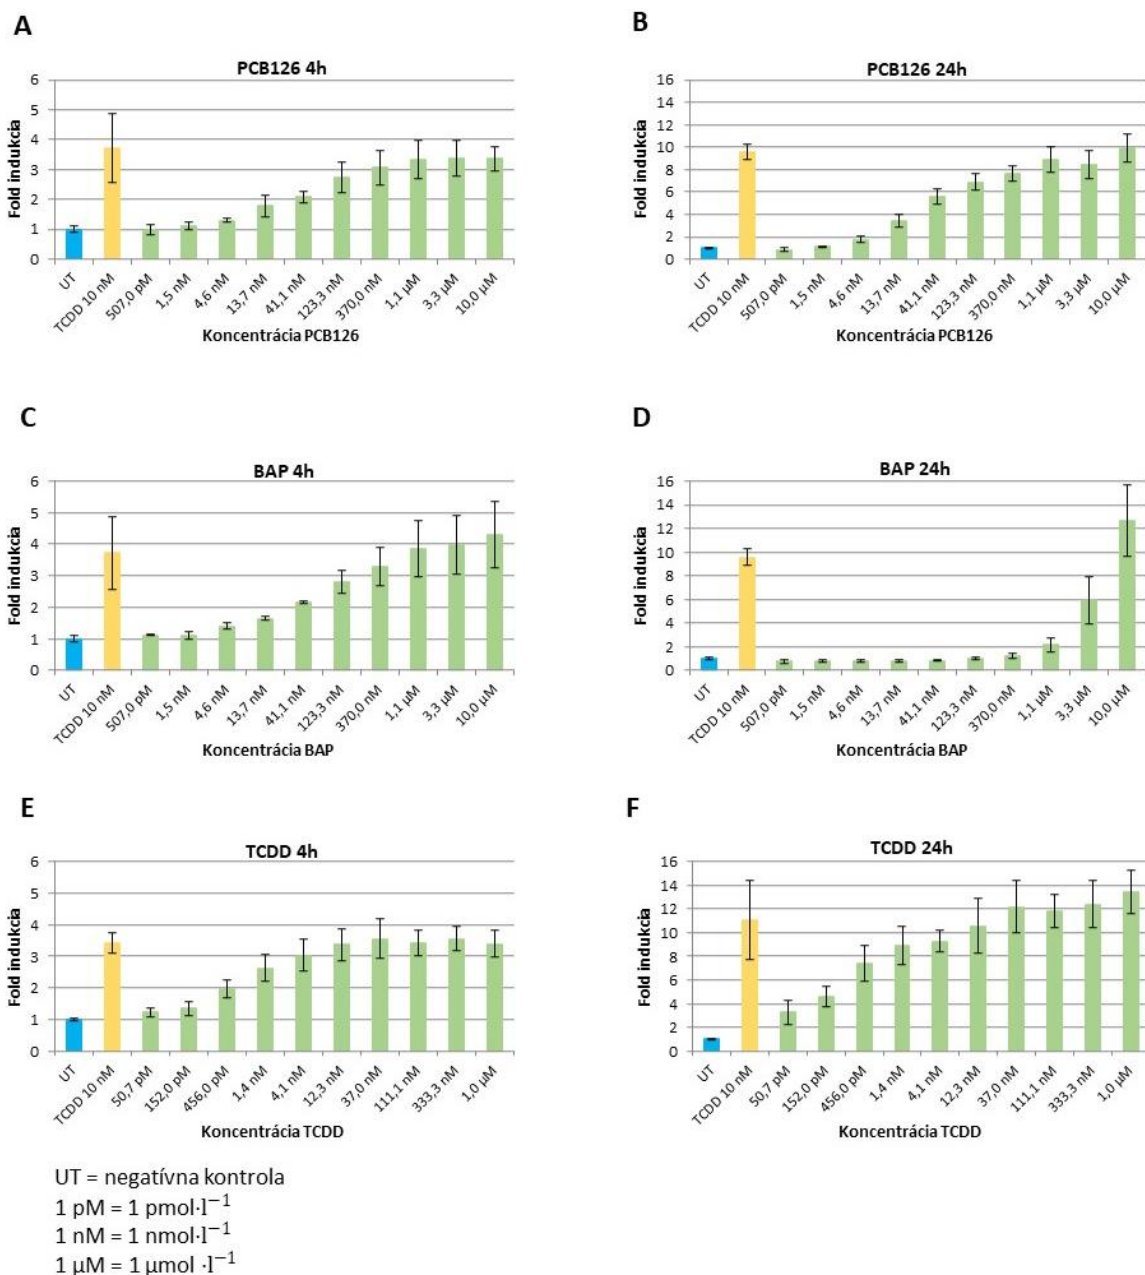 A
PCB126 4h
Fold indukcia
6
5
4
3
2
1
0
UT
TCDD 10 nM
507,0 pM
1,5 nM
4,6 nM
13,7 nM
41,1 nM
123,3 nM
370,0 nM
1,1 µM
3,3 µM
10,0 µM
Koncentrácia PCB126
B
PCB126 24h
Fold indukcia
16
14
12
10
8
6
4
2
0
UT
TCDD 10 nM
507,0 pM
1,5 nM
4,6 nM
13,7 nM
41,1 nM
123,3 nM
370,0 nM
1,1 µM
3,3 µM
10,0 µM
Koncentrácia PCB126
C
BAP 4h
Fold indukcia
6
5
4
3
2
1
0
UT
TCDD 10 nM
507,0 pM
1,5 nM
4,6 nM
13,7 nM
41,1 nM
123,3 nM
370,0 nM
1,1 µM
3,3 µM
10,0 µM
Koncentrácia BAP
D
BAP 24h
Fold indukcia
16
14
12
10
8
6
4
2
0
UT
TCDD 10 nM
507,0 pM
1,5 nM
4,6 nM
13,7 nM
41,1 nM
123,3 nM
370,0 nM
1,1 µM
3,3 µM
10,0 µM
Koncentrácia BAP
E
TCDD 4h
Fold indukcia
6
5
4
3
2
1
0
UT
TCDD 10 nM
50,7 pM
152,0 pM
456,0 pM
1,4 nM
4,1 nM
12,3 nM
37,0 nM
111,1 nM
333,3 nM
1,0 µM
Koncentrácia TCDD
F
TCDD 24h
Fold indukcia
16
14
12
10
8
6
4
2
0
UT
TCDD 10 nM
50,7 pM
152,0 pM
456,0 pM
1,4 nM
4,1 nM
12,3 nM
37,0 nM
111,1 nM
333,3 nM
1,0 µM
Koncentrácia TCDD
UT = negatívna kontrola
1 pM = 1 pmol·l⁻¹
1 nM = 1 nmol·l⁻¹
1 µM = 1 µmol ·l⁻¹